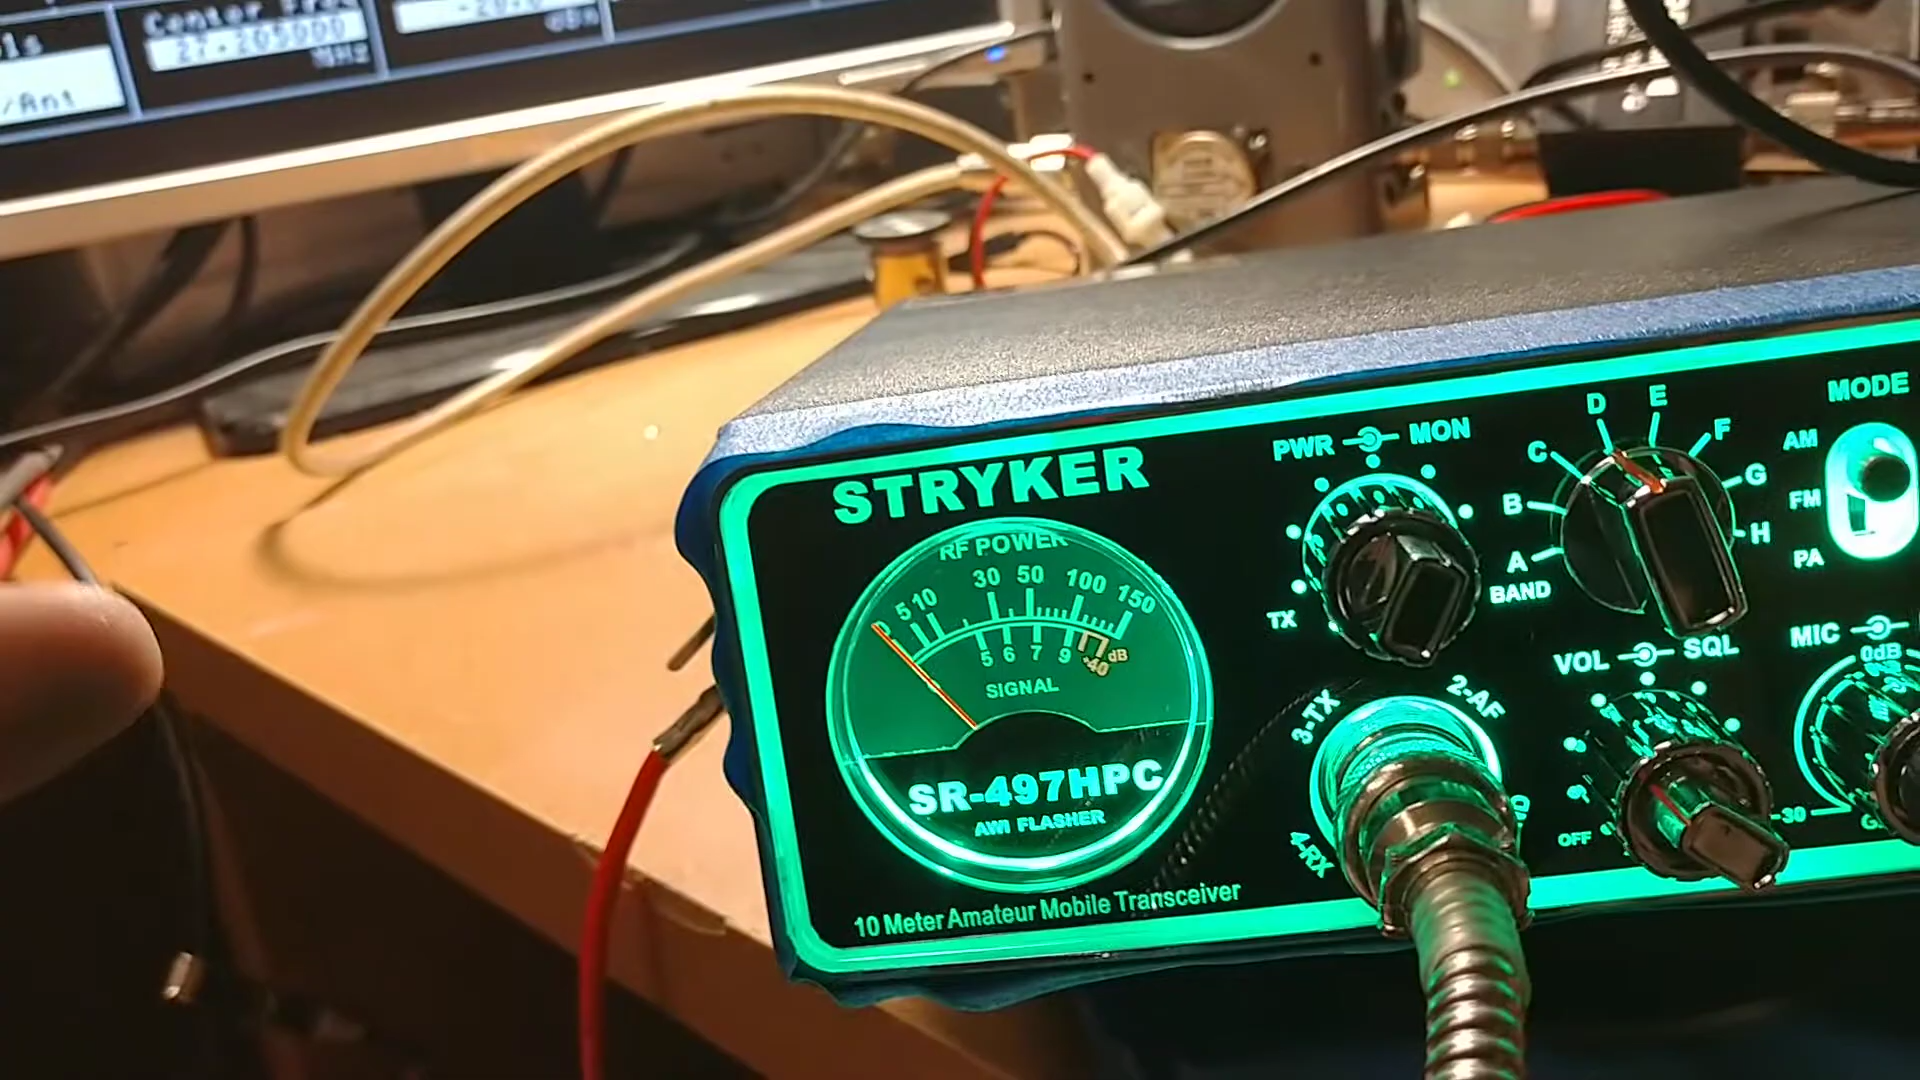 Center Freq
27.205000
MHz
dBm
/Ant
STRYKER
RF POWER
0 5 10 30 50 100 150
5 6 7 9 +40 dB
SIGNAL
SR-497HPC
AWI FLASHER
10 Meter Amateur Mobile Transceiver
PWR MON
TX
A B C D E F G H
BAND
MODE
AM
FM
PA
3-TX
2-AF
4-RX
VOL SQL
OFF
MIC
0dB
-30